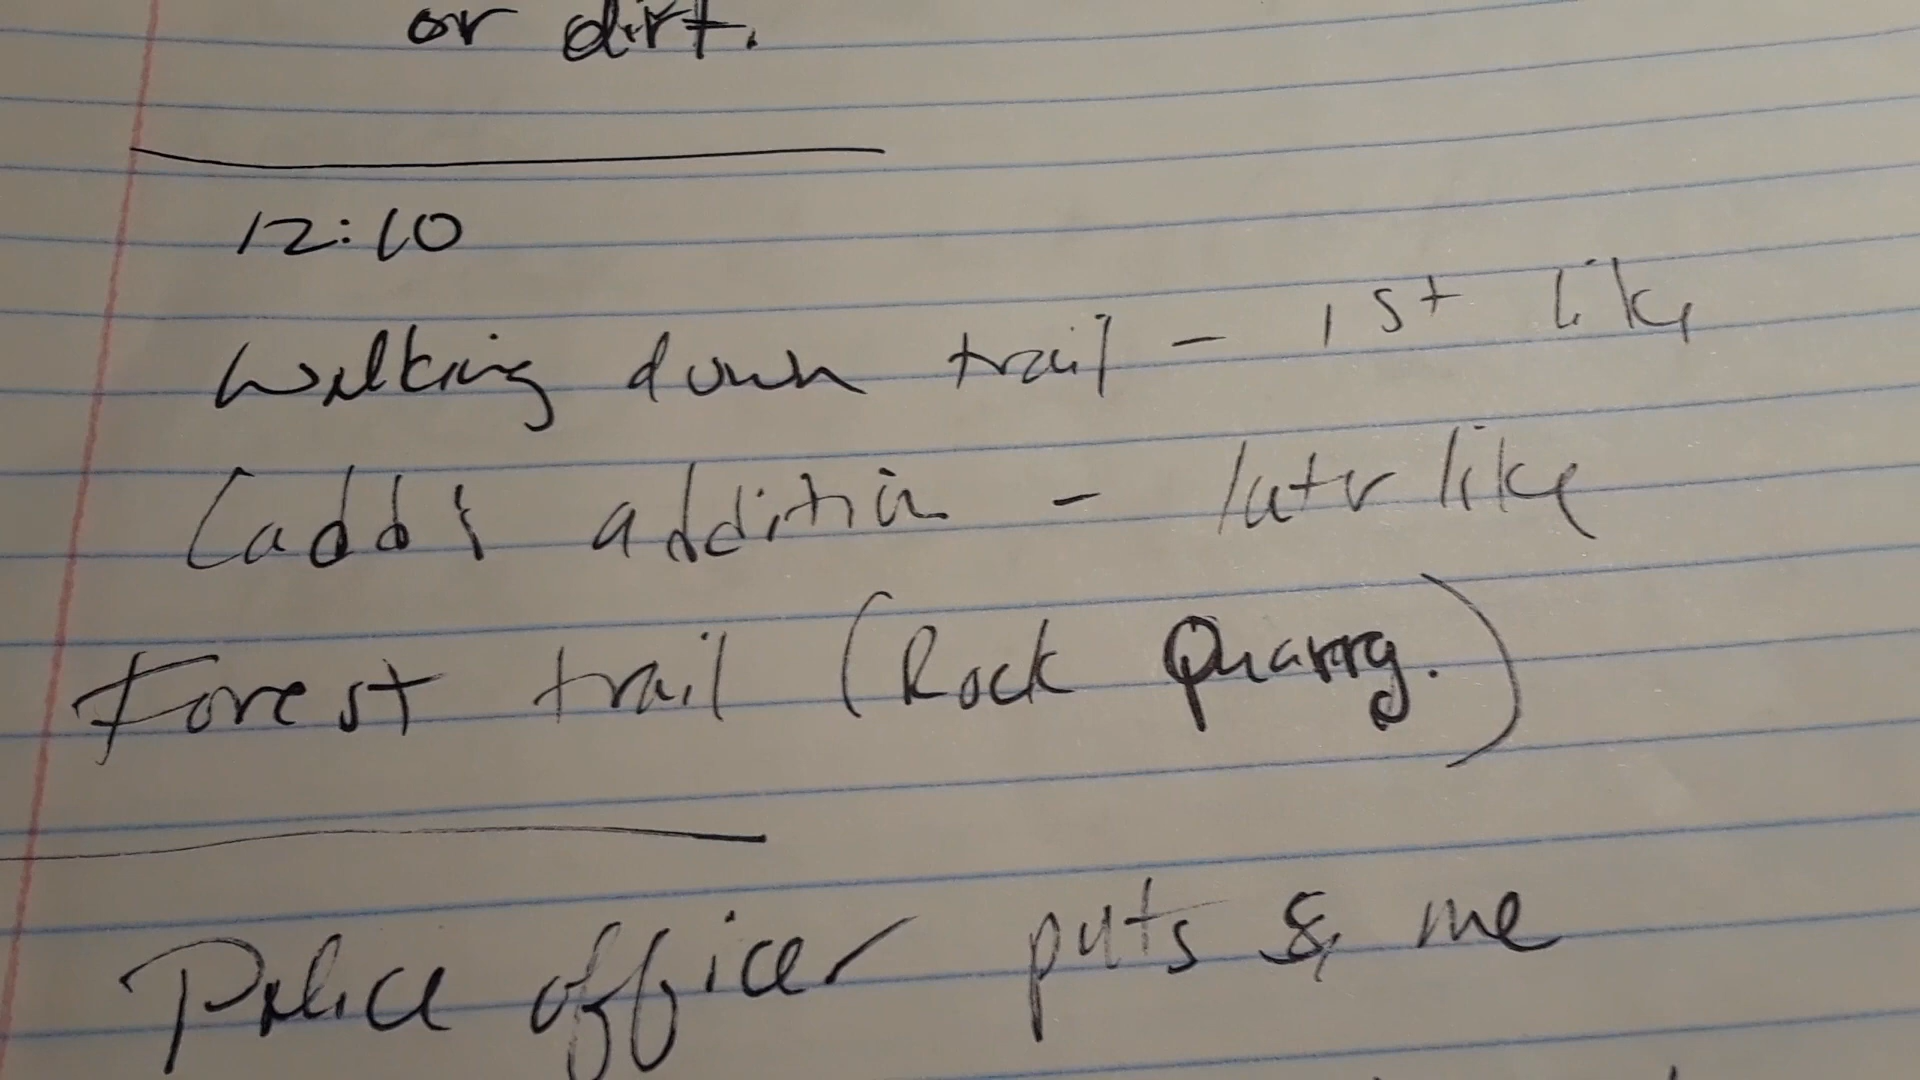 or dirt.
12:10
Walking down trail - 1st like
Ladd's addition - later like
Forest trail (Rock Quarry.)
Police officer puts & me